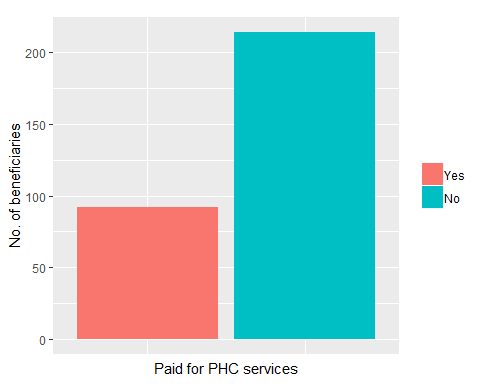 No. of beneficiaries
200
150
100
50
0
Paid for PHC services
Yes
No